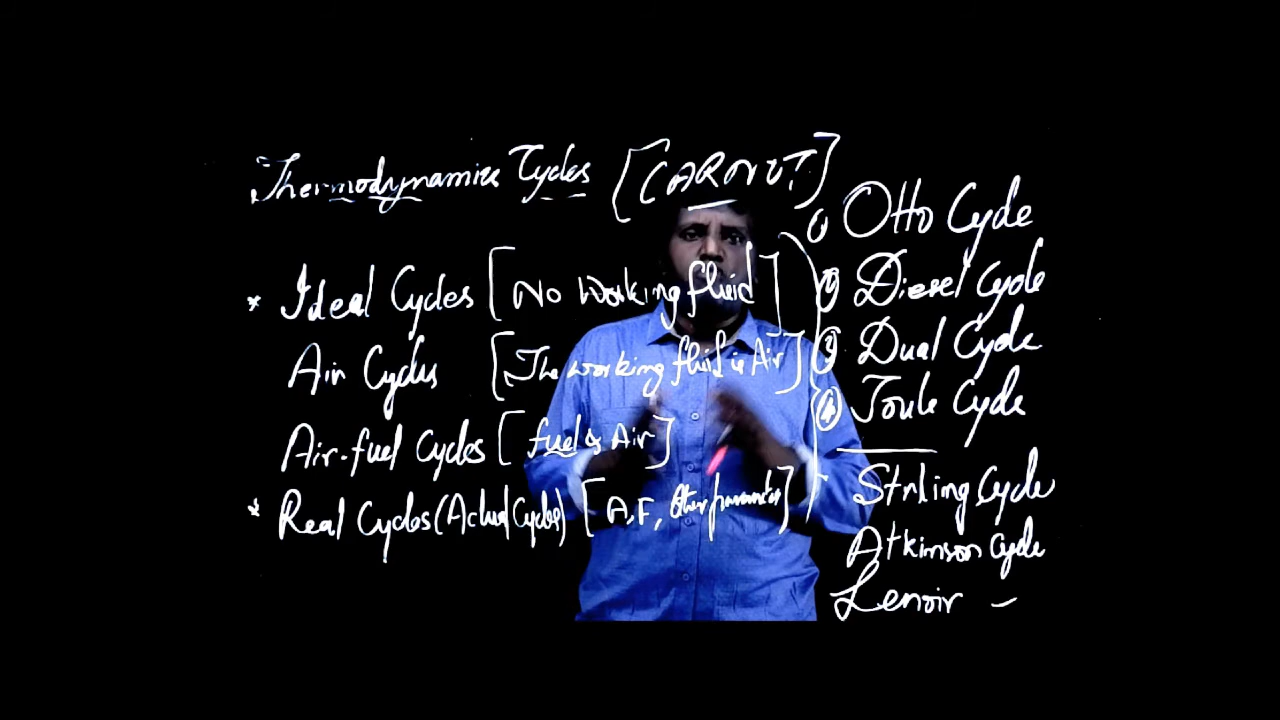 Thermodynamics Cycles [CARNOT]
* Ideal Cycles [No working fluid]
Air Cycles [The working fluid is Air]
Air-fuel Cycles [fuel & Air]
* Real Cycles (Actual Cycles) [A, F, Other parameters]
1 Otto Cycle
2 Diesel Cycle
3 Dual Cycle
4 Joule Cycle
Strling Cycle
Atkinson Cycle
Lenoir -